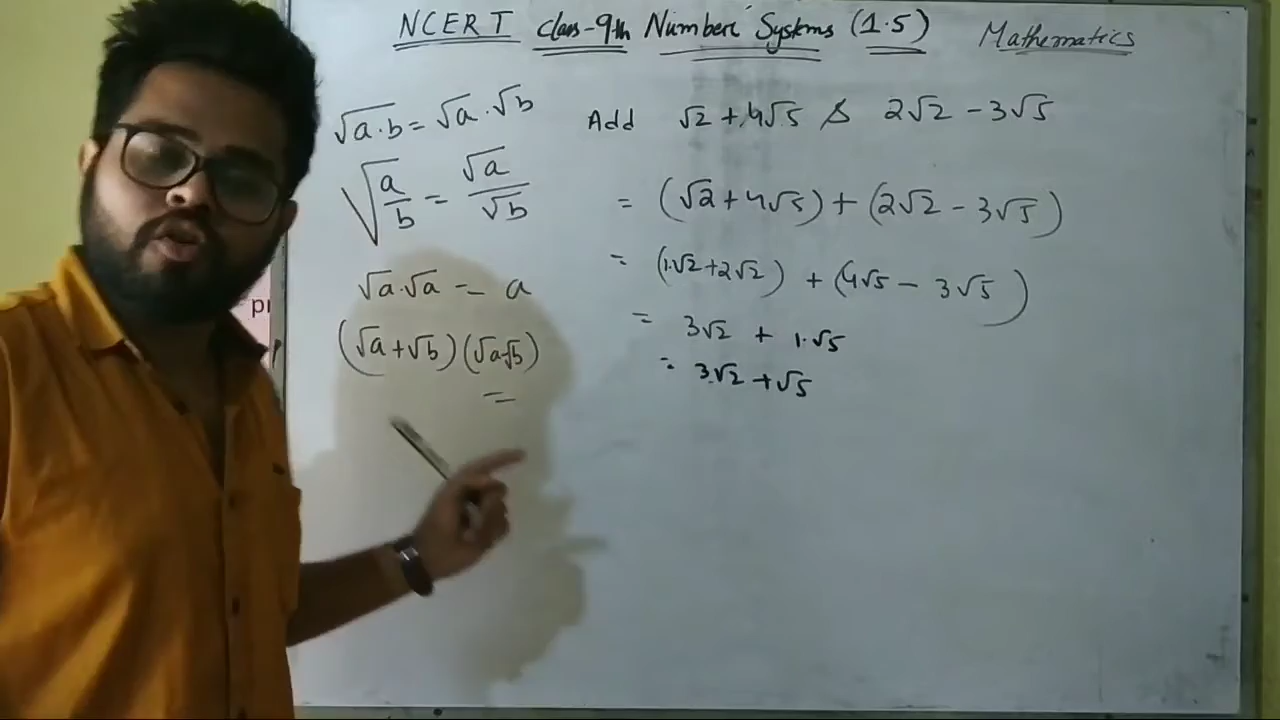 NCERT Class-9th Number Systems (1.5) Mathematics
√a·b = √a·√b
√(a/b) = √a/√b
√a·√a = a
(√a+√b)(√a-√b)
=
Add √2 + 4√5 & 2√2 - 3√5
= (√2+4√5) + (2√2 - 3√5)
= (1·√2+2√2) + (4√5 - 3√5)
= 3√2 + 1·√5
= 3√2 + √5